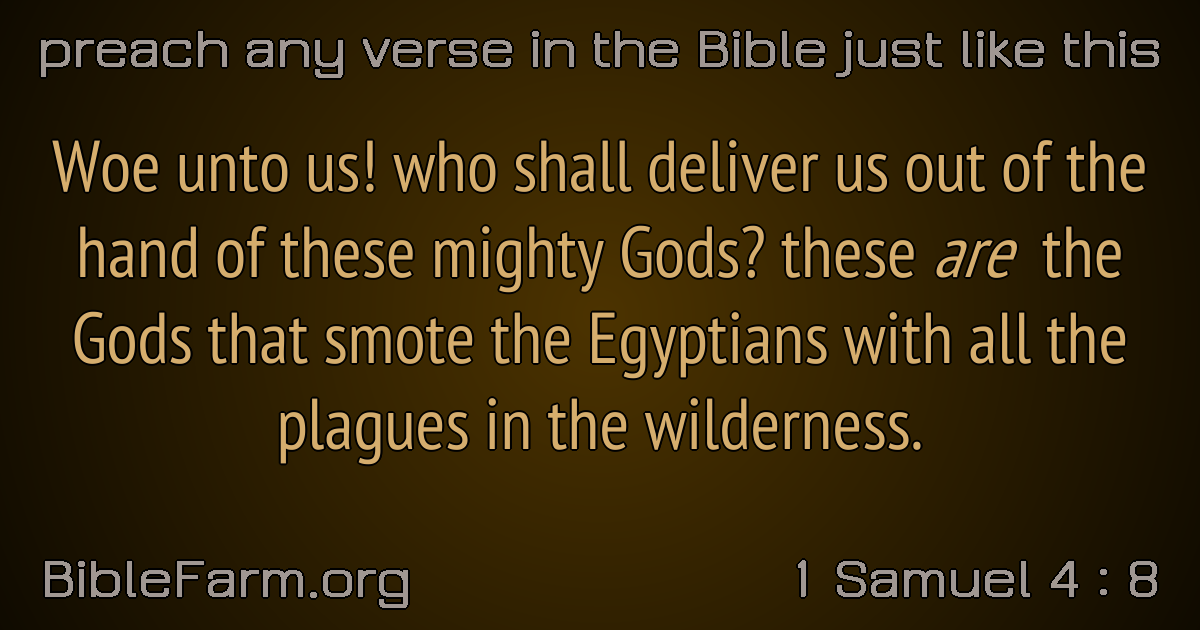 preach any verse in the Bible just like this
Woe unto us! who shall deliver us out of the
hand of these mighty Gods? these are the
Gods that smote the Egyptians with all the
plagues in the wilderness.
BibleFarm.org
1 Samuel 4 : 8